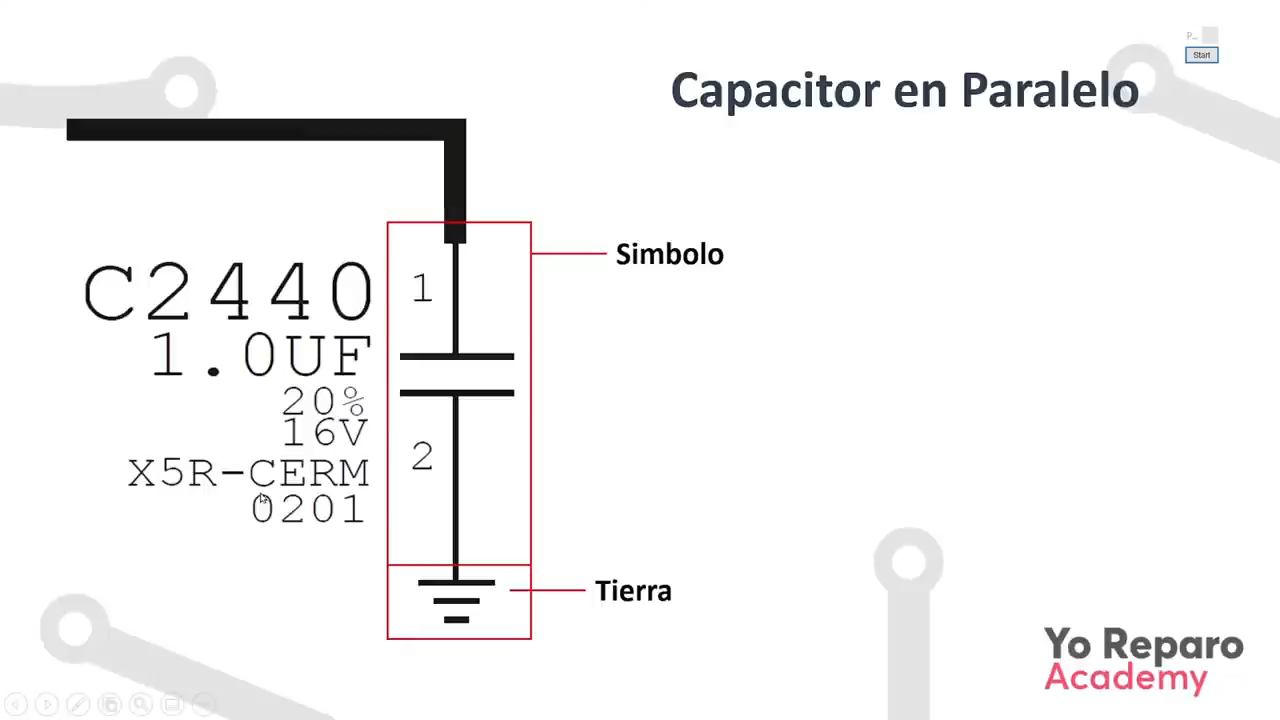 P...
Start
Capacitor en Paralelo
Simbolo
C2440
1
1.0UF
20%
16V
2
X5R-CERM
0201
Tierra
Yo Reparo
Academy